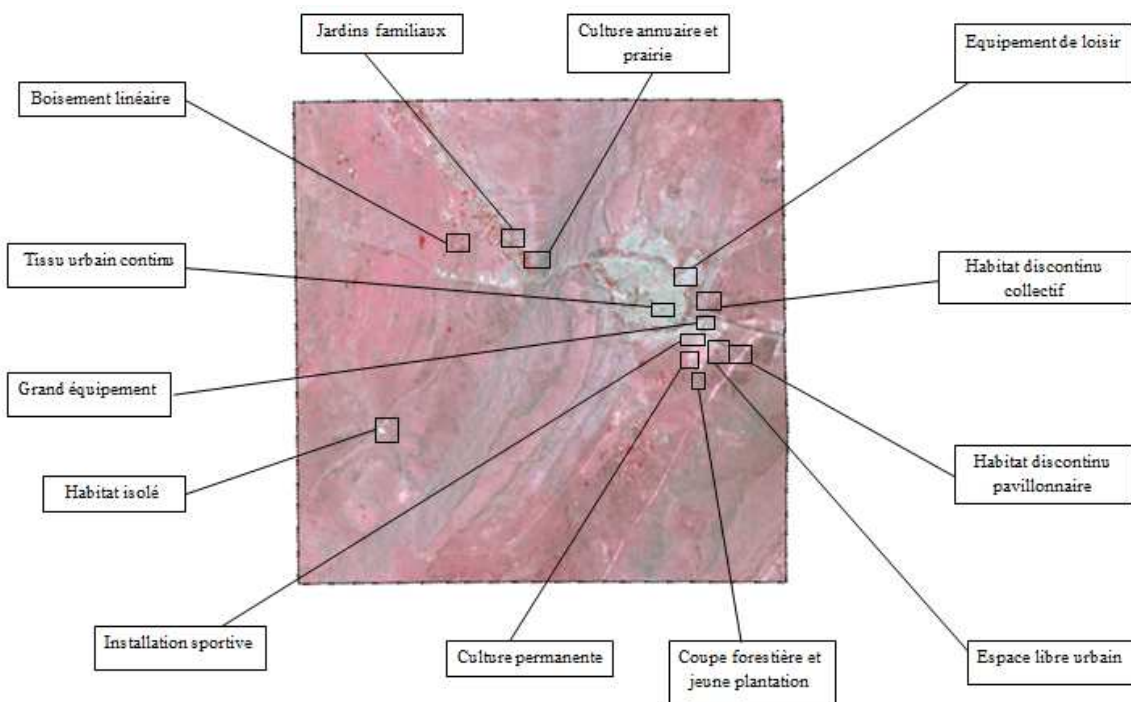 Jardins familiaux
Culture annuaire et
prairie
Equipement de loisir
Boisement linéaire
Tissu urbain continu
Habitat discontinu
collectif
Grand équipement
Habitat isolé
Habitat discontinu
pavillonnaire
Installation sportive
Culture permanente
Coupe forestière et
jeune plantation
Espace libre urbain